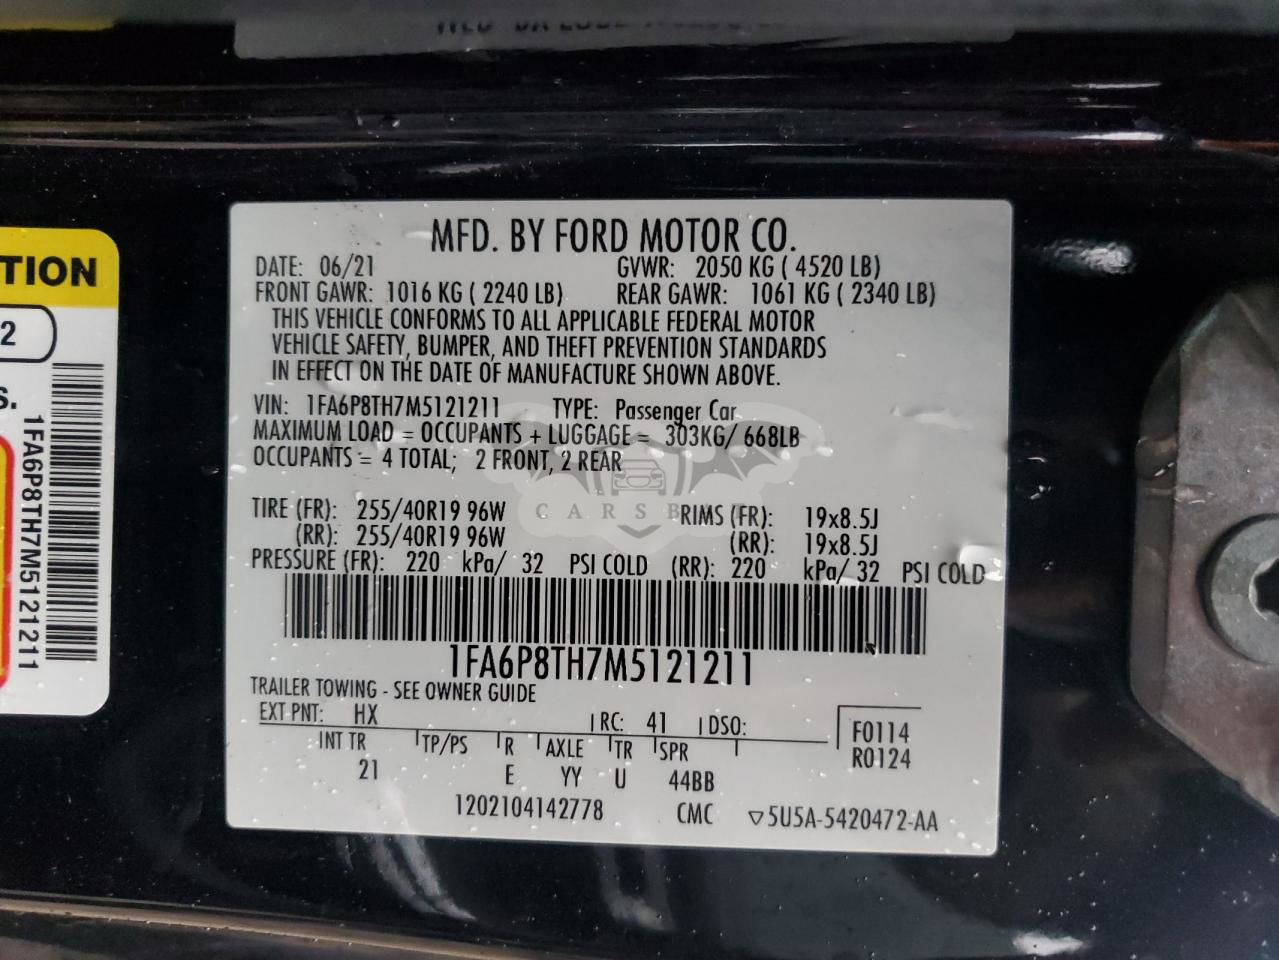 TION
2
S.
1FA6P8TH7M5121211
MFD. BY FORD MOTOR CO.
DATE: 06/21 GVWR: 2050 KG ( 4520 LB)
FRONT GAWR: 1016 KG ( 2240 LB) REAR GAWR: 1061 KG ( 2340 LB)
THIS VEHICLE CONFORMS TO ALL APPLICABLE FEDERAL MOTOR
VEHICLE SAFETY, BUMPER, AND THEFT PREVENTION STANDARDS
IN EFFECT ON THE DATE OF MANUFACTURE SHOWN ABOVE.
VIN: 1FA6P8TH7M5121211 TYPE: Passenger Car
MAXIMUM LOAD = OCCUPANTS + LUGGAGE = 303KG/ 668LB
OCCUPANTS = 4 TOTAL; 2 FRONT, 2 REAR
TIRE (FR): 255/40R19 96W RIMS (FR): 19x8.5J
(RR): 255/40R19 96W (RR): 19x8.5J
PRESSURE (FR): 220 kPa/ 32 PSI COLD (RR): 220 kPa/ 32 PSI COLD
1FA6P8TH7M5121211
TRAILER TOWING - SEE OWNER GUIDE
EXT PNT: HX RC: 41 DSO:
INT TR TP/PS R AXLE TR SPR
21 E YY U 44BB
F0114
R0124
1202104142778 CMC ▽5U5A-5420472-AA